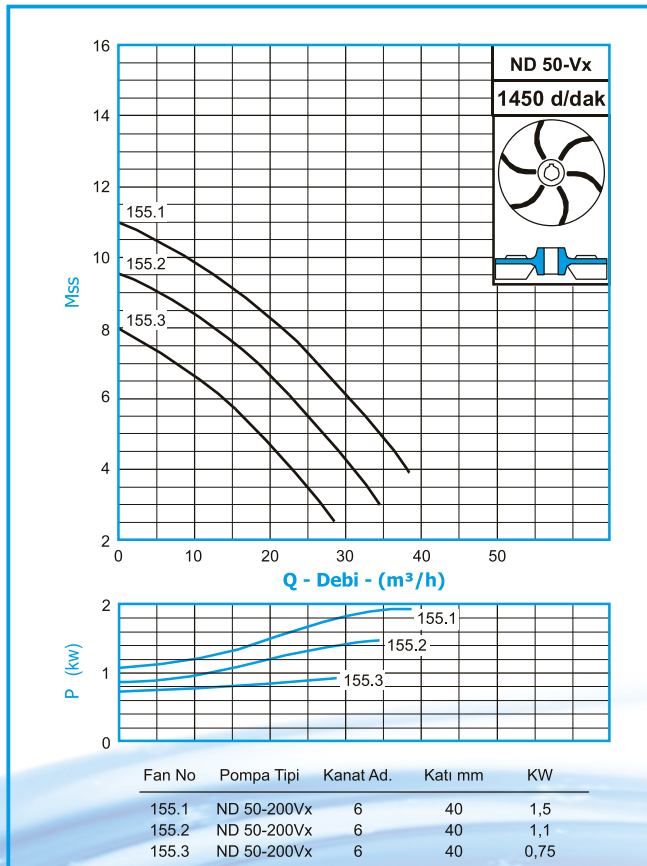 ND 50-Vx
1450 d/dak
16
14
12
10
8
6
4
2
Mss
155.1
155.2
155.3
0 10 20 30 40 50
Q - Debi - (m³/h)
2
1
0
P (kw)
155.1
155.2
155.3
Fan No Pompa Tipi Kanat Ad. Katı mm KW
155.1 ND 50-200Vx 6 40 1,5
155.2 ND 50-200Vx 6 40 1,1
155.3 ND 50-200Vx 6 40 0,75